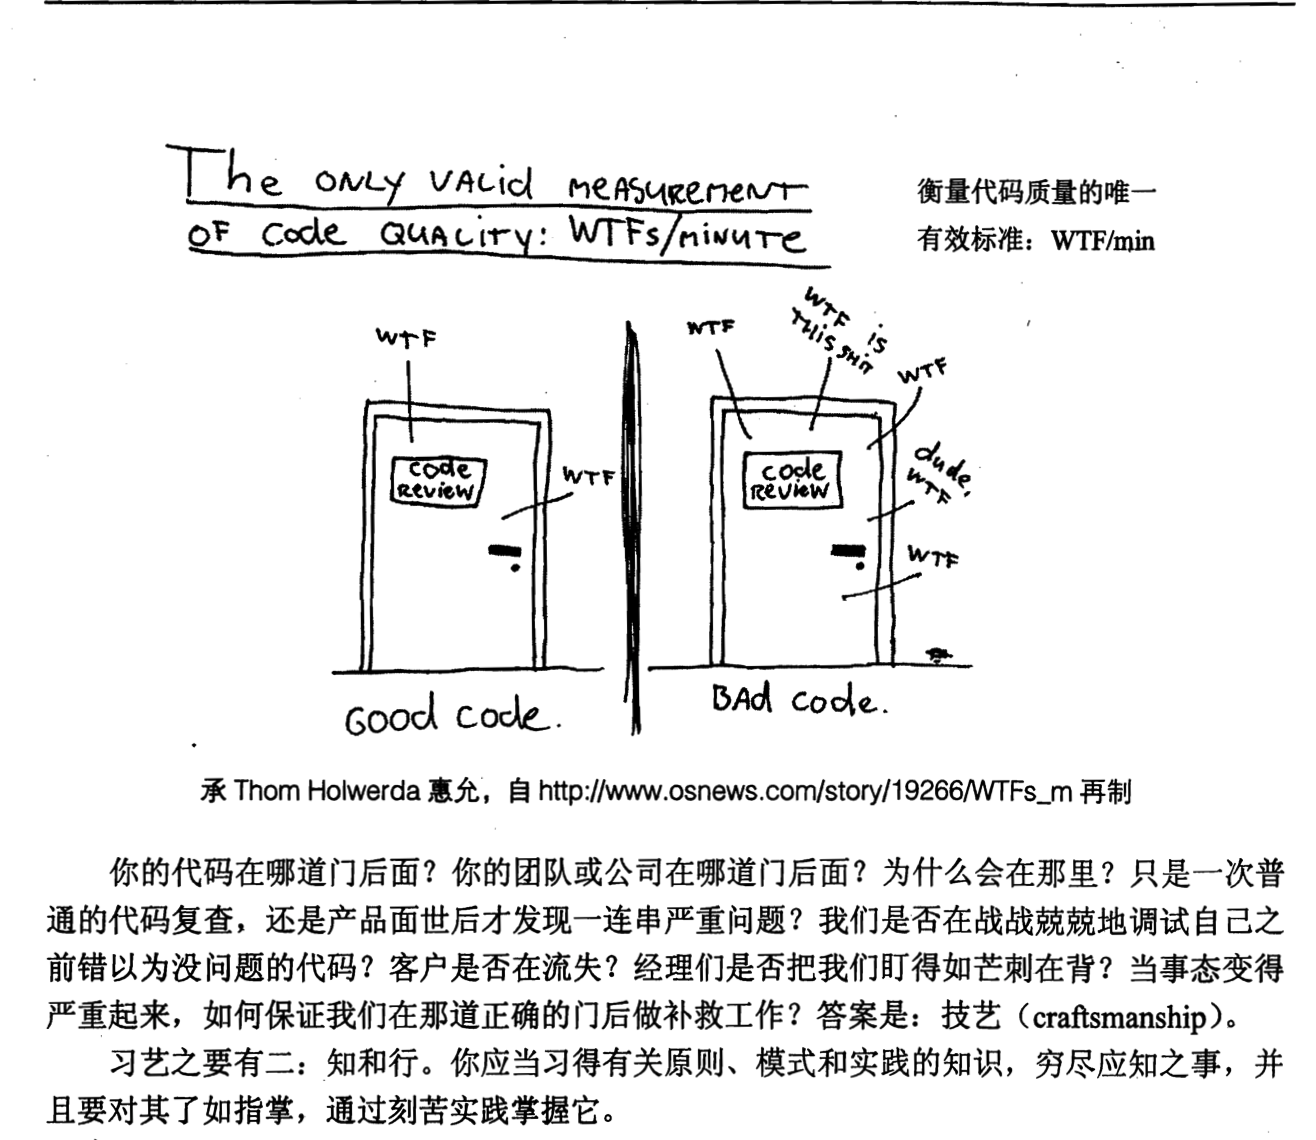 The ONLY VALid MEASUREMENT
OF Code QUALITY: WTFs/MINUTE
衡量代码质量的唯一
有效标准：WTF/min
WTF
code
REVIEW
WTF
GOOD code.
WTF
WTF is
THiS SHiT
WTF
code
REVIEW
dude,
WTF
WTF
BAd code.
承 Thom Holwerda 惠允，自 http://www.osnews.com/story/19266/WTFs_m 再制
你的代码在哪道门后面？你的团队或公司在哪道门后面？为什么会在那里？只是一次普
通的代码复查，还是产品面世后才发现一连串严重问题？我们是否在战战兢兢地调试自己之
前错以为没问题的代码？客户是否在流失？经理们是否把我们盯得如芒刺在背？当事态变得
严重起来，如何保证我们在那道正确的门后做补救工作？答案是：技艺（craftsmanship）。
习艺之要有二：知和行。你应当习得有关原则、模式和实践的知识，穷尽应知之事，并
且要对其了如指掌，通过刻苦实践掌握它。